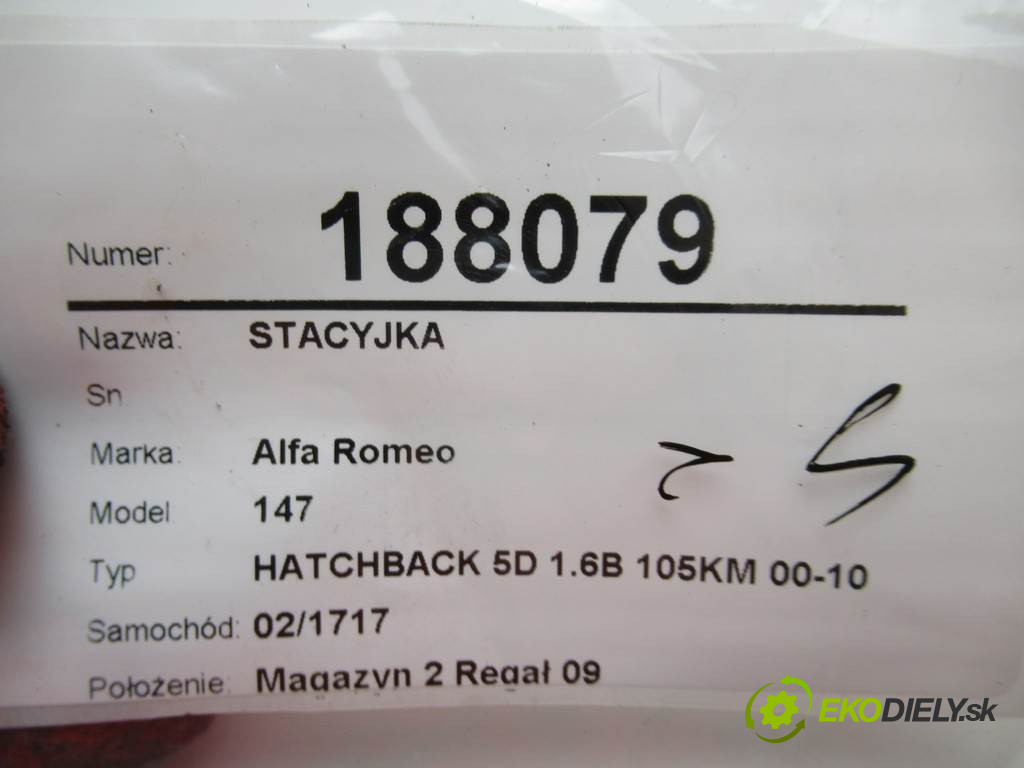 Numer: 188079
Nazwa: STACYJKA
Sn
Marka: Alfa Romeo
Model 147
Typ HATCHBACK 5D 1.6B 105KM 00-10
Samochód: 02/1717
Położenie: Magazyn 2 Regał 09
EKODIELY.sk